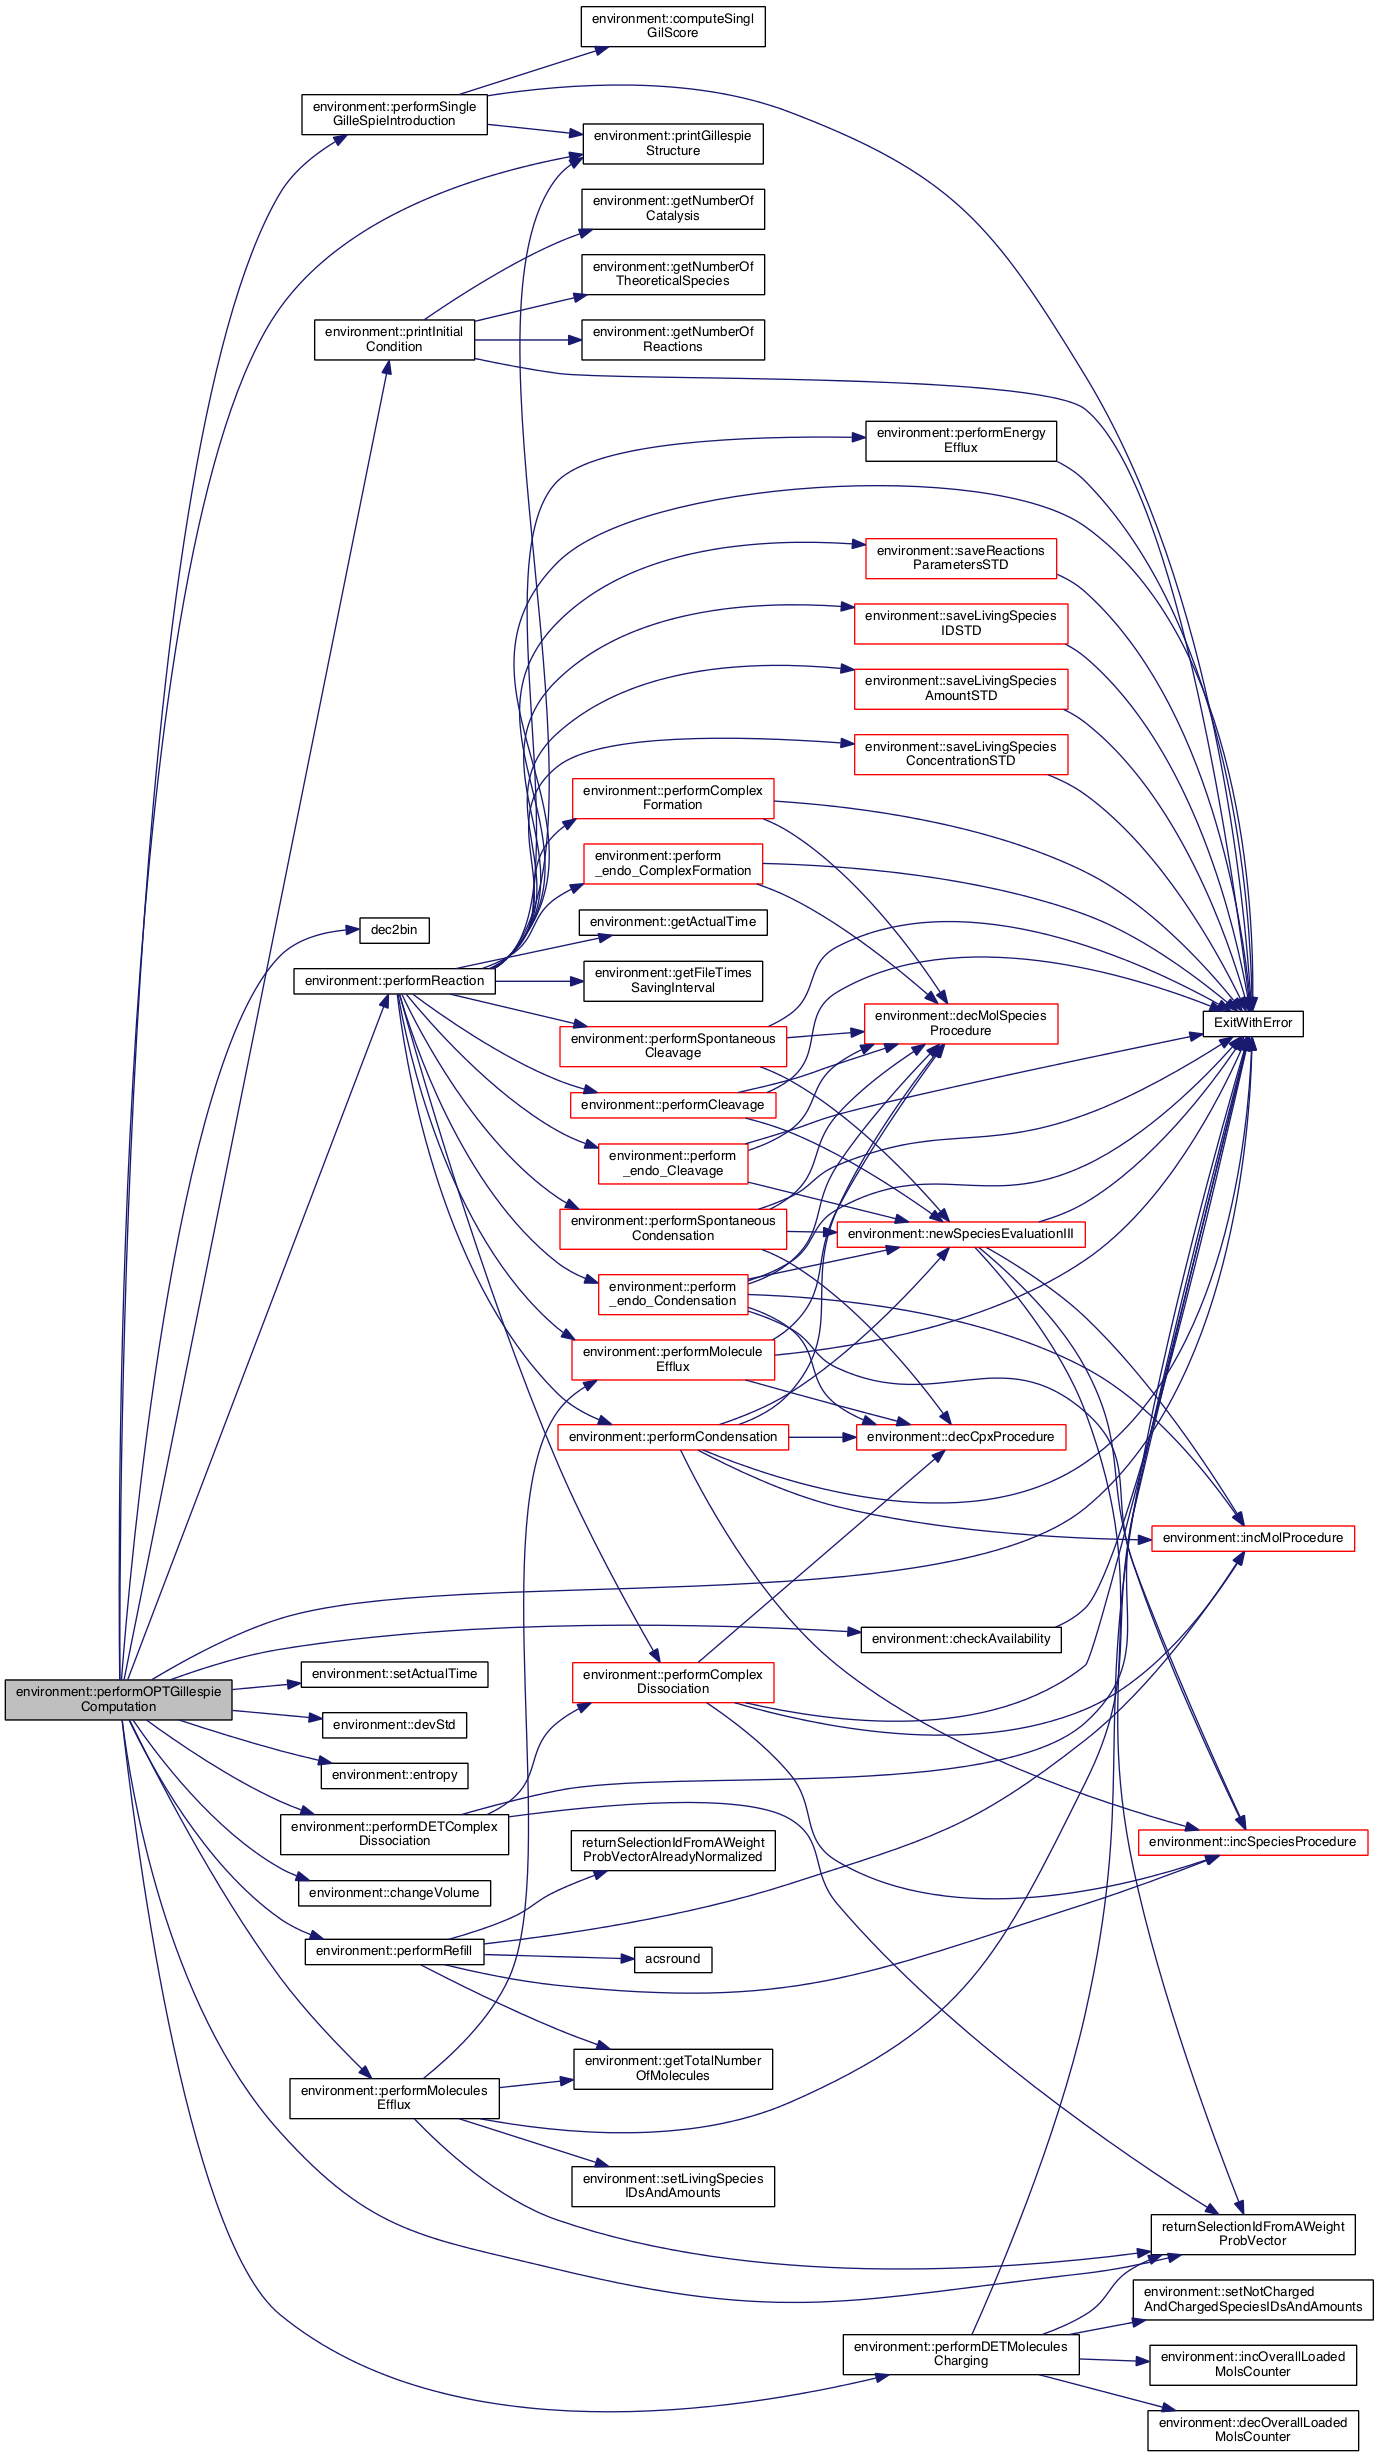 environment::computeSingl
GilScore
environment::performSingle
GilleSpieIntroduction
environment::printGillespie
Structure
environment::getNumberOf
Catalysis
environment::getNumberOf
TheoreticalSpecies
environment::printInitial
Condition
environment::getNumberOf
Reactions
environment::performEnergy
Efflux
environment::saveReactions
ParametersSTD
environment::saveLivingSpecies
IDSTD
environment::saveLivingSpecies
AmountSTD
environment::saveLivingSpecies
ConcentrationSTD
environment::performComplex
Formation
environment::perform
_endo_ComplexFormation
dec2bin
environment::getActualTime
environment::performReaction
environment::getFileTimes
SavingInterval
environment::decMolSpecies
Procedure
ExitWithError
environment::performSpontaneous
Cleavage
environment::performCleavage
environment::perform
_endo_Cleavage
environment::performSpontaneous
Condensation
environment::newSpeciesEvaluationIII
environment::perform
_endo_Condensation
environment::performMolecule
Efflux
environment::performCondensation
environment::decCpxProcedure
environment::incMolProcedure
environment::checkAvailability
environment::setActualTime
environment::performComplex
Dissociation
environment::performOPTGillespie
Computation
environment::devStd
environment::entropy
environment::performDETComplex
Dissociation
returnSelectionIdFromAWeight
ProbVectorAlreadyNormalized
environment::incSpeciesProcedure
environment::changeVolume
environment::performRefill
acsround
environment::getTotalNumber
OfMolecules
environment::performMolecules
Efflux
environment::setLivingSpecies
IDsAndAmounts
returnSelectionIdFromAWeight
ProbVector
environment::setNotCharged
AndChargedSpeciesIDsAndAmounts
environment::performDETMolecules
Charging
environment::incOverallLoaded
MolsCounter
environment::decOverallLoaded
MolsCounter